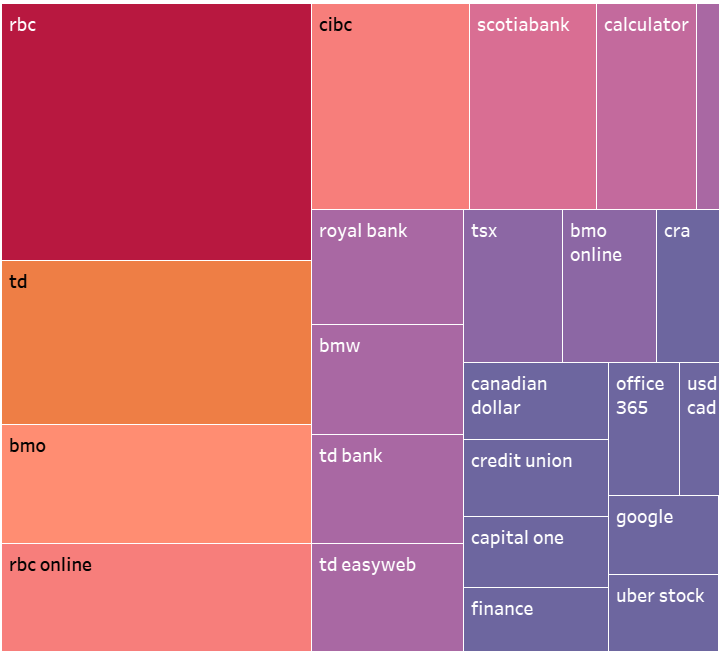 rbc
td
bmo
rbc online
cibc
scotiabank
calculator
royal bank
bmw
td bank
td easyweb
tsx
bmo
online
cra
canadian
dollar
credit union
capital one
finance
office
365
usd
cad
google
uber stock